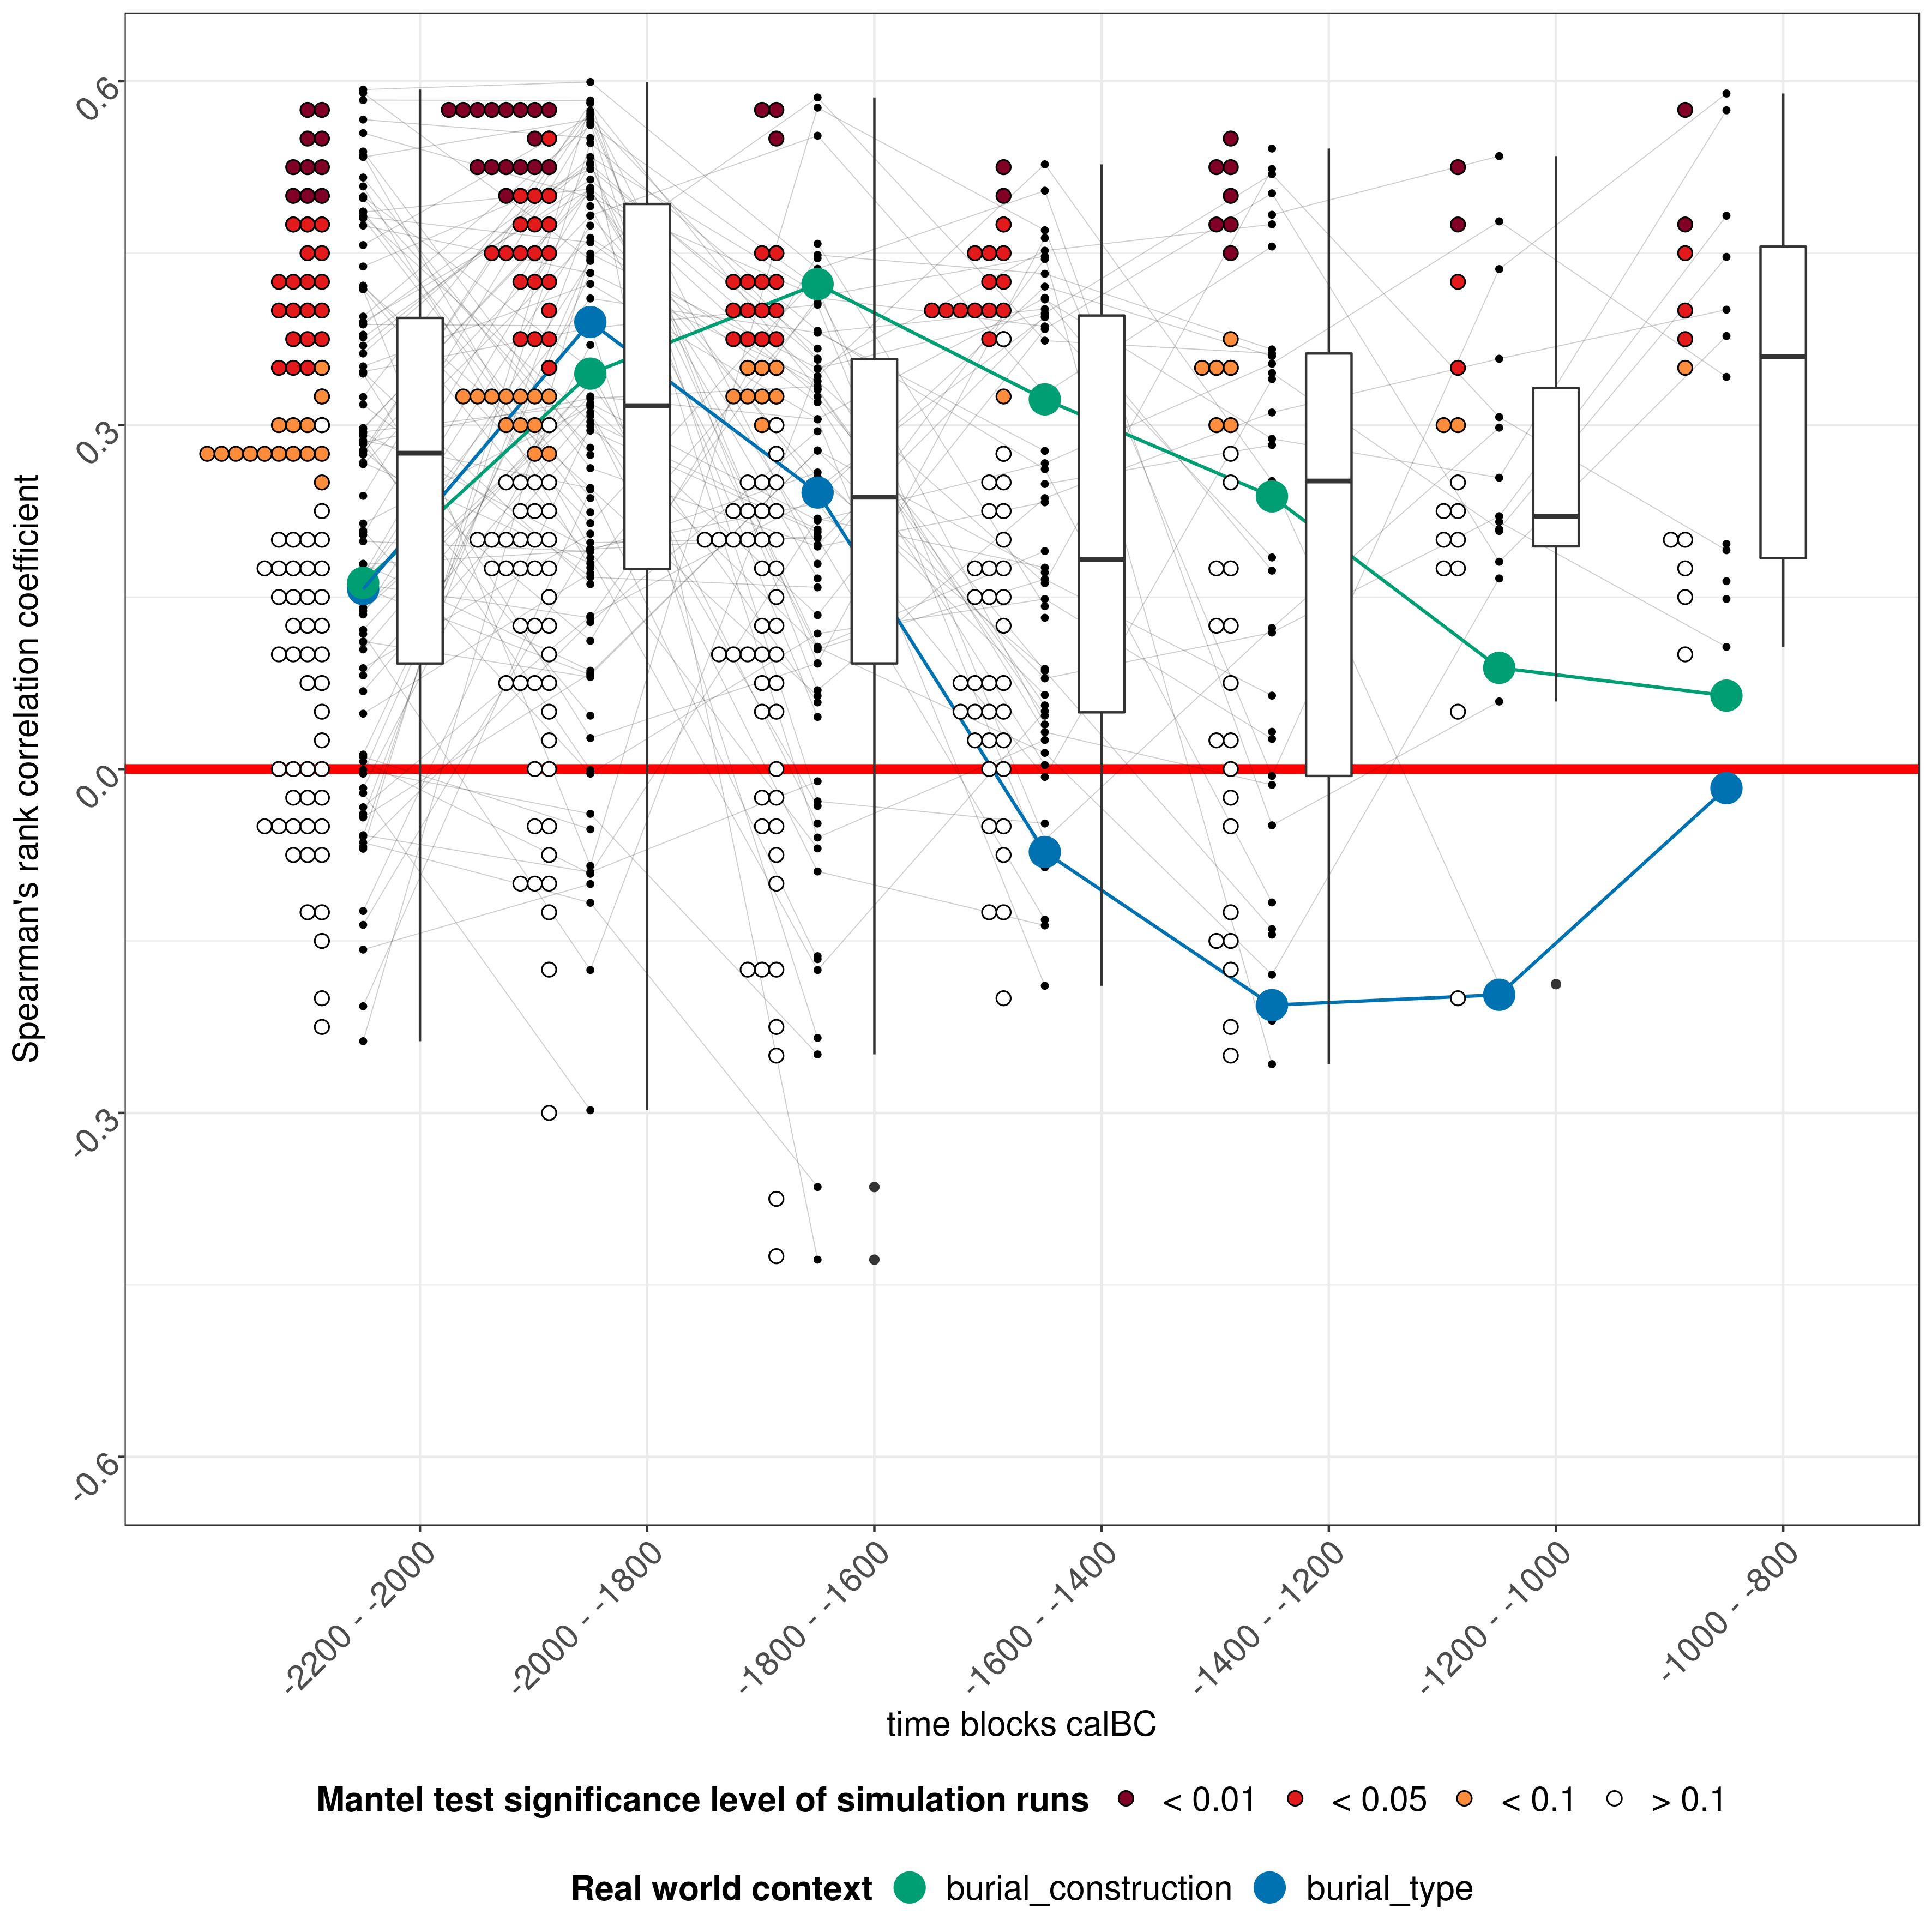 Spearman's rank correlation coefficient
0.6
0.3
0.0
-0.3
-0.6
-2200 - -2000
-2000 - -1800
-1800 - -1600
-1600 - -1400
-1400 - -1200
-1200 - -1000
-1000 - -800
time blocks calBC
Mantel test significance level of simulation runs < 0.01 < 0.05 < 0.1 > 0.1
Real world context burial_construction burial_type